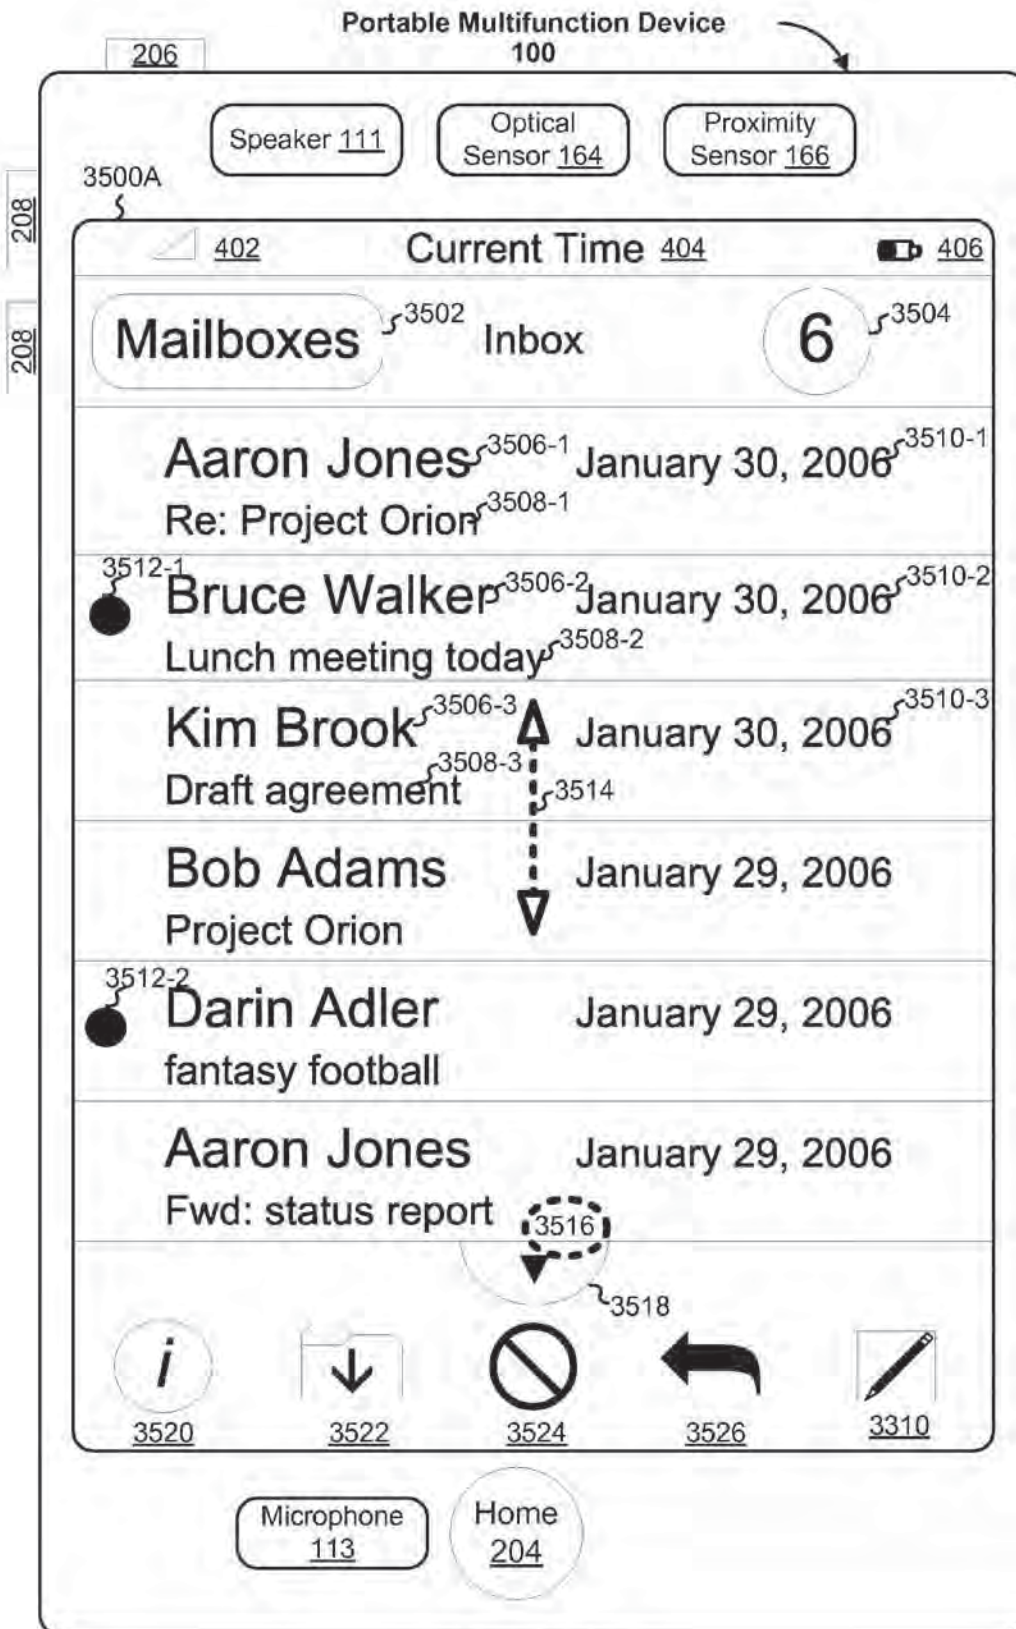 Portable Multifunction Device
100
206
Speaker 111
Optical
Sensor 164
Proximity
Sensor 166
3500A
208
402 Current Time 404 406
208
Mailboxes 3502 Inbox 6 3504
Aaron Jones 3506-1 January 30, 2006 3510-1
Re: Project Orion 3508-1
3512-1
Bruce Walker 3506-2 January 30, 2006 3510-2
Lunch meeting today 3508-2
Kim Brook 3506-3 January 30, 2006 3510-3
Draft agreement 3508-3
3514
Bob Adams January 29, 2006
Project Orion
3512-2
Darin Adler January 29, 2006
fantasy football
Aaron Jones January 29, 2006
Fwd: status report 3516
3518
i
3520 3522 3524 3526 3310
Microphone
113
Home
204